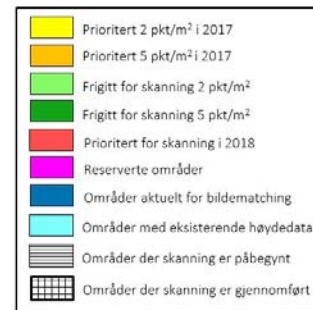 Prioritert 2 pkt/m² i 2017
Prioritert 5 pkt/m² i 2017
Frigitt for skanning 2 pkt/m²
Frigitt for skanning 5 pkt/m²
Prioritert for skanning i 2018
Reserverte områder
Områder aktuelt for bildematching
Områder med eksisterende høydedata
Områder der skanning er påbegynt
Områder der skanning er gjennomført